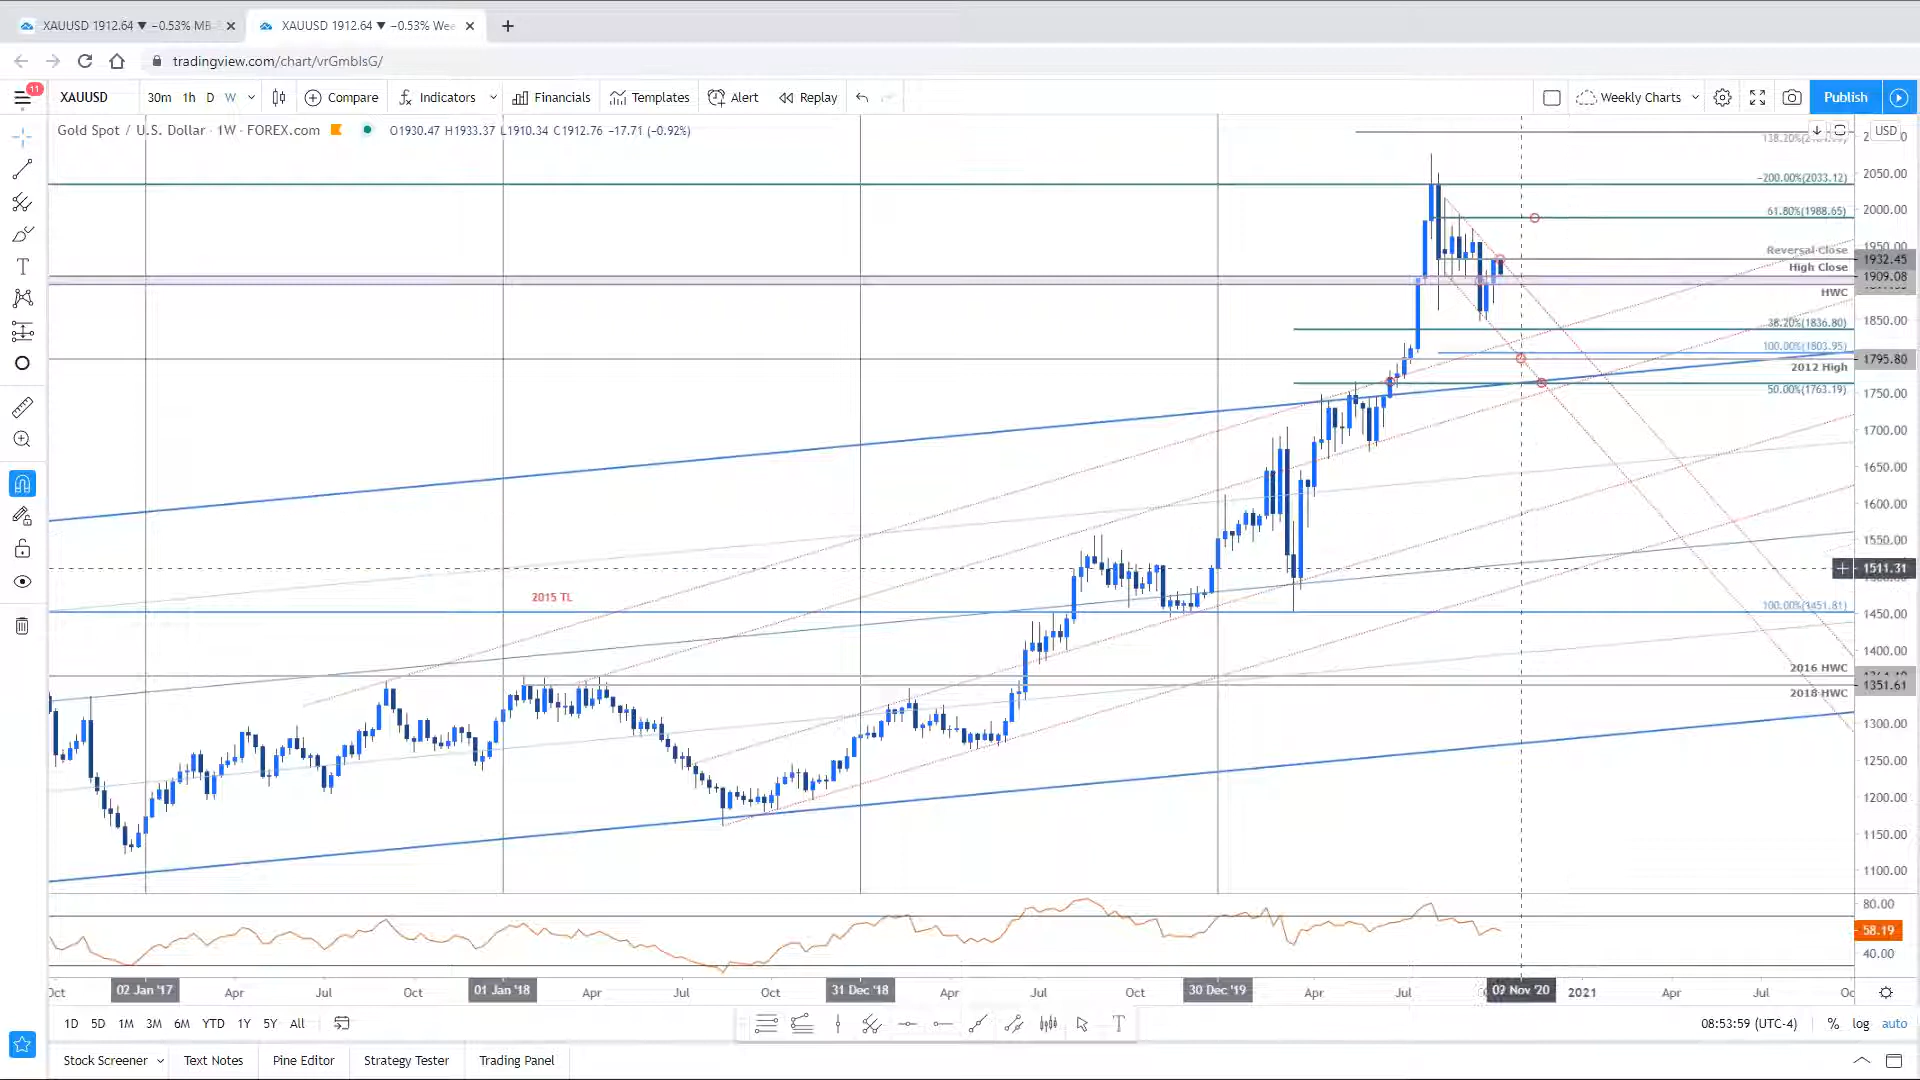 XAUUSD 1912.64 ▼ −0.53% MB
XAUUSD 1912.64 ▼ −0.53% Wee
tradingview.com/chart/vrGmbIsG/
11
XAUUSD 30m 1h D W Compare Indicators Financials Templates Alert Replay Weekly Charts Publish
Gold Spot / U.S. Dollar · 1W · FOREX.com O1930.47 H1933.37 L1910.34 C1912.76 −17.71 (−0.92%)
USD
2050.00
−200.00%(2033.12)
2000.00
61.80%(1988.65)
1950.00
Reversal Close
1932.45
High Close
1909.08
HWC
1850.00
38.20%(1836.80)
100.00%(1803.95)
1795.80
2012 High
50.00%(1763.19)
1750.00
1700.00
1650.00
1600.00
1550.00
1511.31
2015 TL
100.00%(1451.81)
1450.00
1400.00
2016 HWC
1351.61
2018 HWC
1300.00
1250.00
1200.00
1150.00
1100.00
80.00
58.19
40.00
02 Jan '17 Apr Jul Oct 01 Jan '18 Apr Jul Oct 31 Dec '18 Apr Jul Oct 30 Dec '19 Apr Jul 09 Nov '20 2021 Apr Jul
1D 5D 1M 3M 6M YTD 1Y 5Y All 08:53:59 (UTC-4) % log auto
Stock Screener Text Notes Pine Editor Strategy Tester Trading Panel